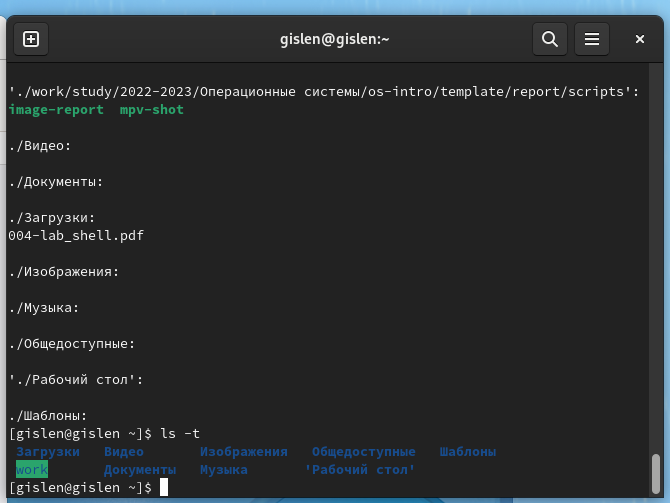 gislen@gislen:~
'./work/study/2022-2023/Операционные системы/os-intro/template/report/scripts':
image-report  mpv-shot
./Видео:
./Документы:
./Загрузки:
004-lab_shell.pdf
./Изображения:
./Музыка:
./Общедоступные:
'./Рабочий стол':
./Шаблоны:
[gislen@gislen ~]$ ls -t
Загрузки   Видео       Изображения   Общедоступные   Шаблоны
work       Документы   Музыка       'Рабочий стол'
[gislen@gislen ~]$